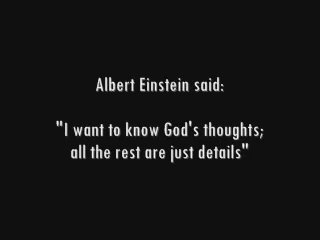 Albert Einstein said:
"I want to know God's thoughts;
all the rest are just details"